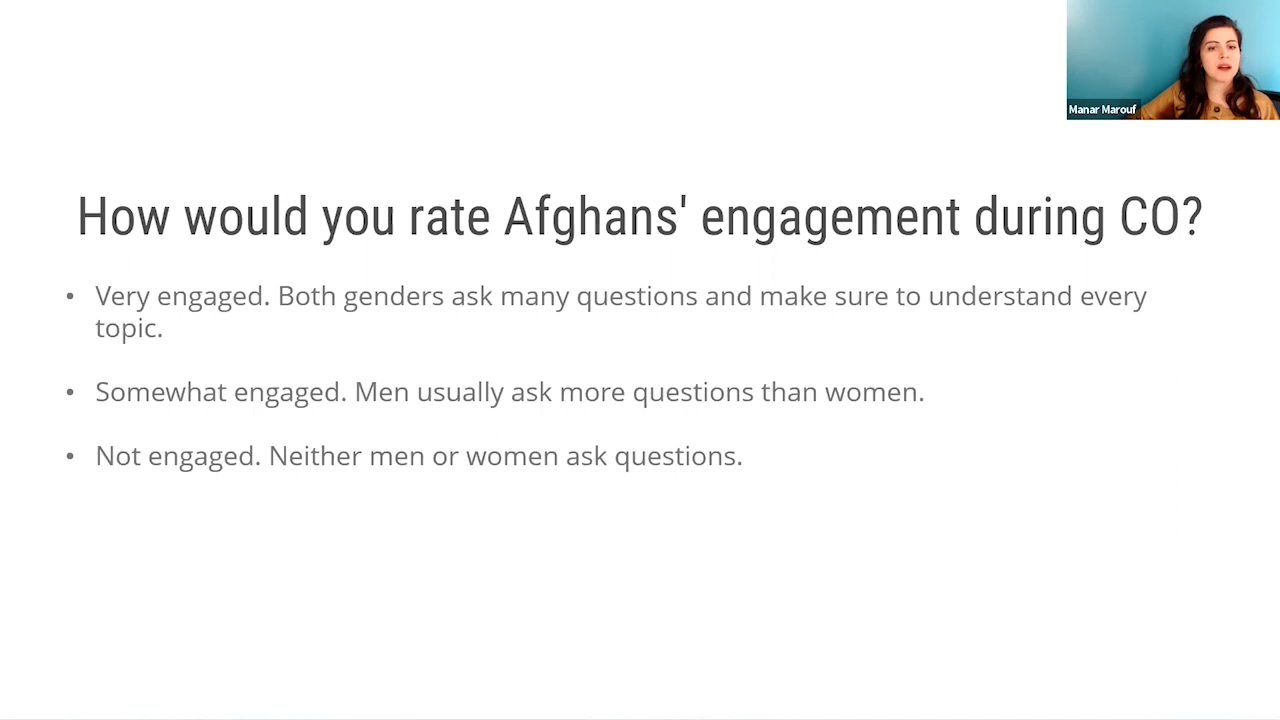 Manar Marouf
How would you rate Afghans' engagement during CO?
• Very engaged. Both genders ask many questions and make sure to understand every
topic.
• Somewhat engaged. Men usually ask more questions than women.
• Not engaged. Neither men or women ask questions.